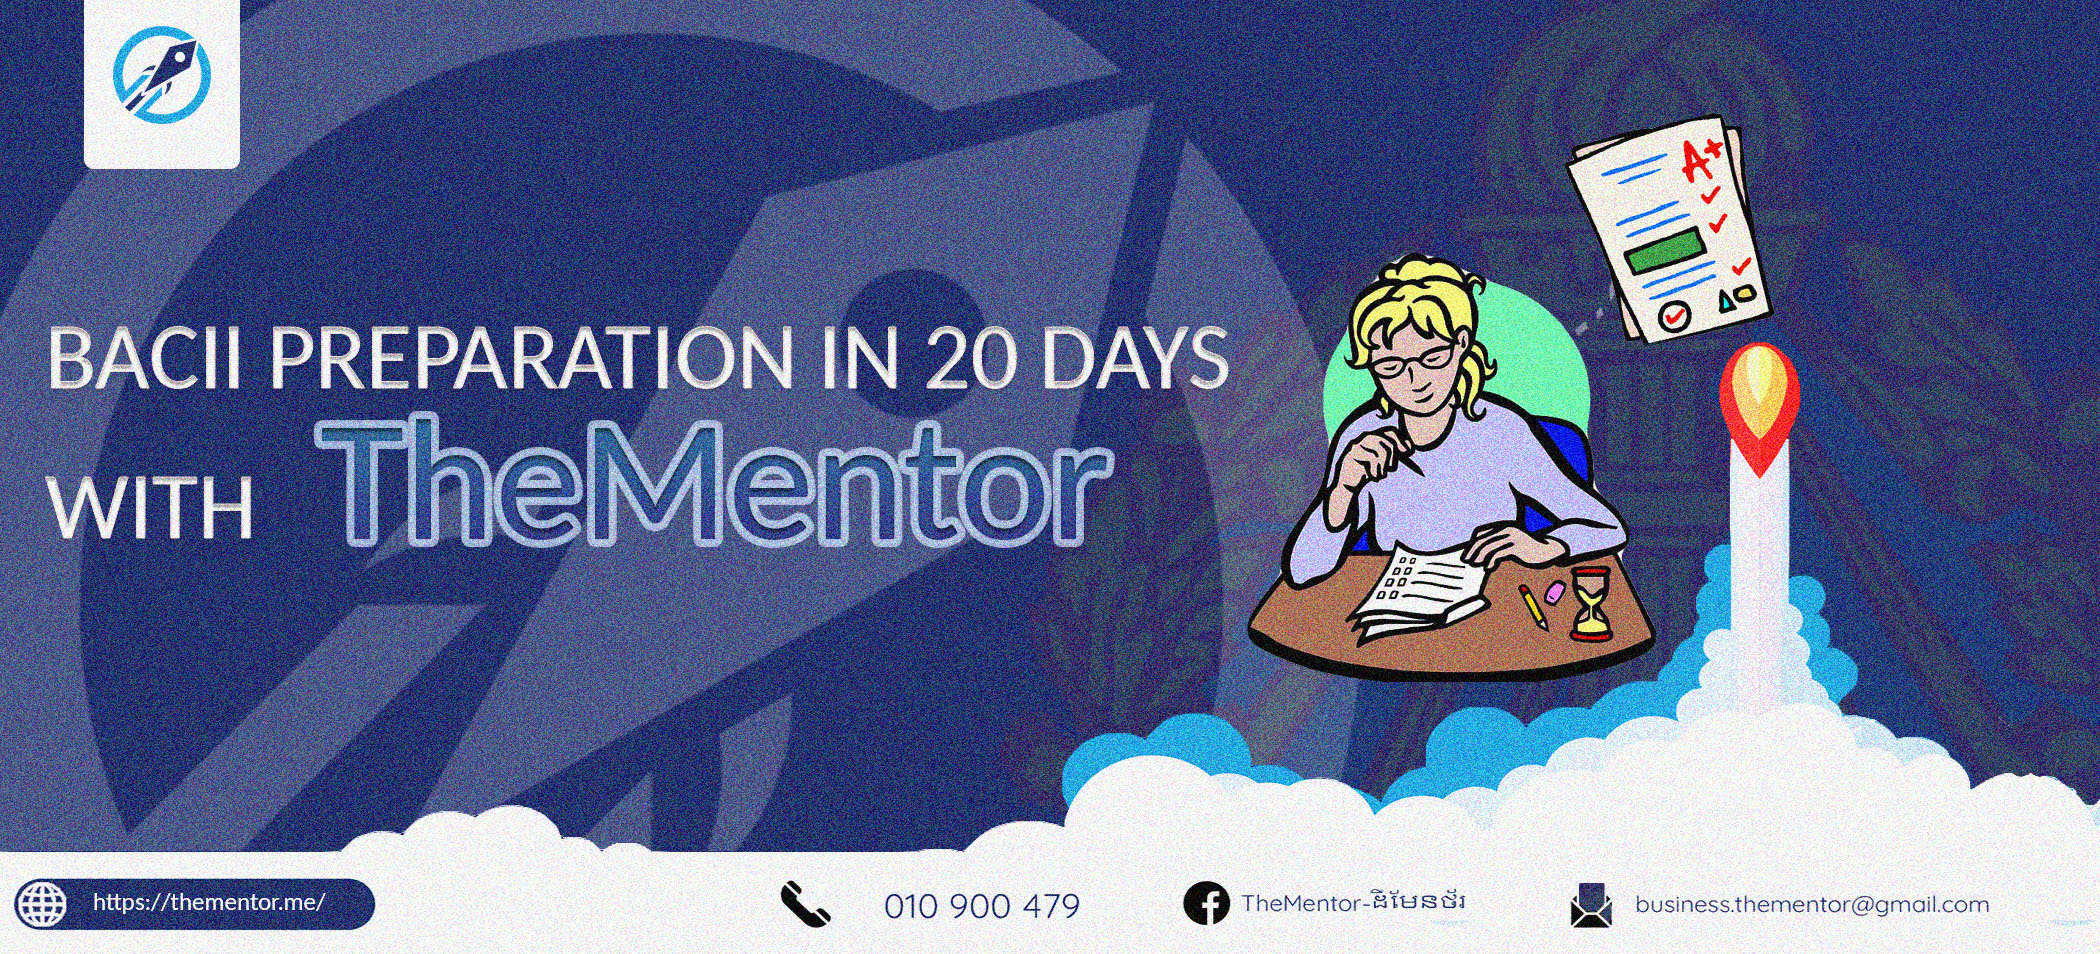 BACII PREPARATION IN 20 DAYS
WITH TheMentor
A+
https://thementor.me/
010 900 479
TheMentor-ដឹមែនថ័រ
business.thementor@gmail.com